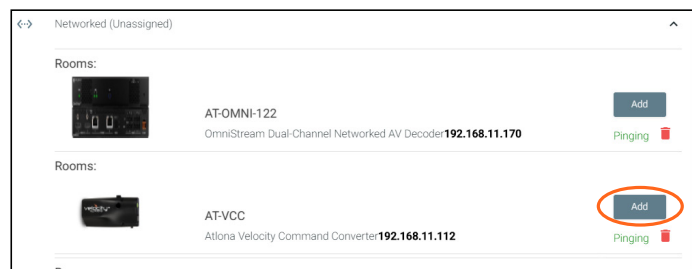 Networked (Unassigned)
Rooms:
Add
AT-OMNI-122
OmniStream Dual-Channel Networked AV Decoder192.168.11.170
Pinging
Rooms:
velocity
Add
AT-VCC
Atlona Velocity Command Converter192.168.11.112
Pinging